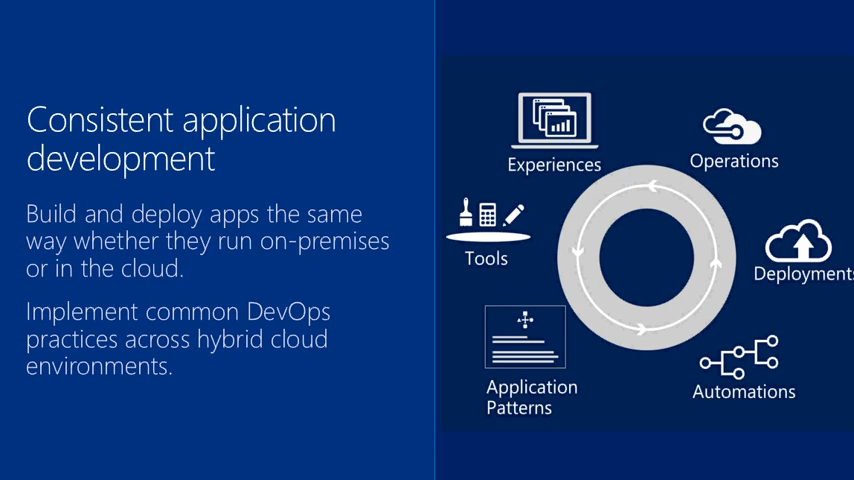 Consistent application
development
Build and deploy apps the same
way whether they run on-premises
or in the cloud.
Implement common DevOps
practices across hybrid cloud
environments.
Experiences
Operations
Tools
Deployments
Application
Patterns
Automations